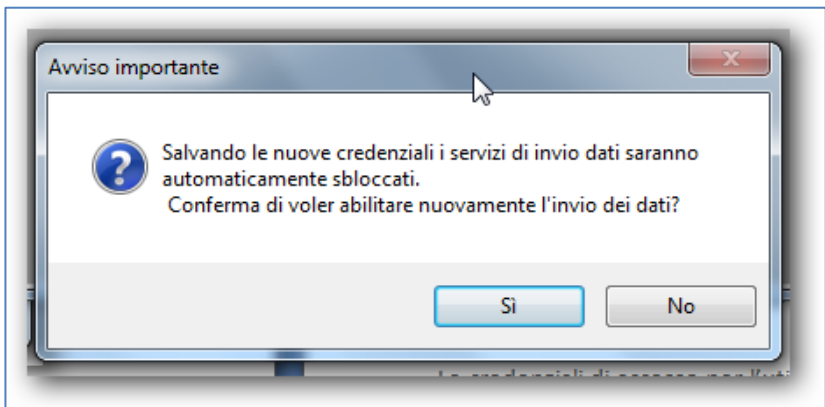 Avviso importante
Salvando le nuove credenziali i servizi di invio dati saranno
automaticamente sbloccati.
Conferma di voler abilitare nuovamente l'invio dei dati?
Sì
No